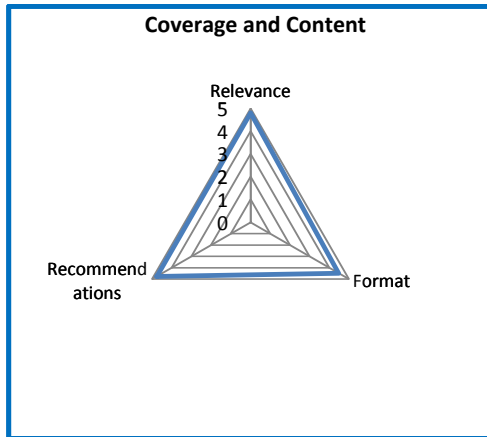 Coverage and Content
Relevance
5
4
3
2
1
0
Recommend
ations
Format